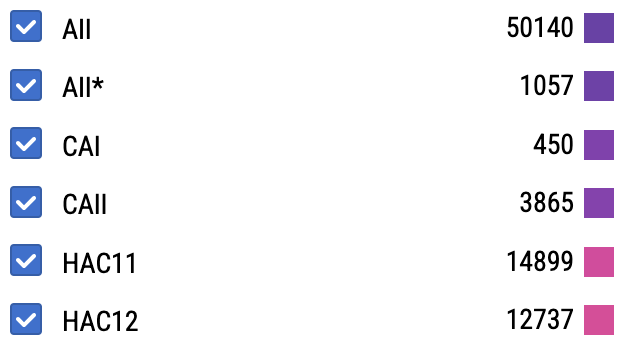 AII 50140
AII* 1057
CAI 450
CAII 3865
HAC11 14899
HAC12 12737